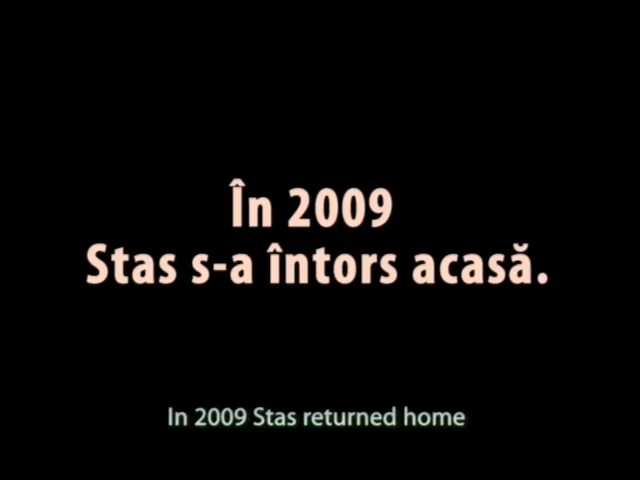 În 2009
Stas s-a întors acasă.
In 2009 Stas returned home